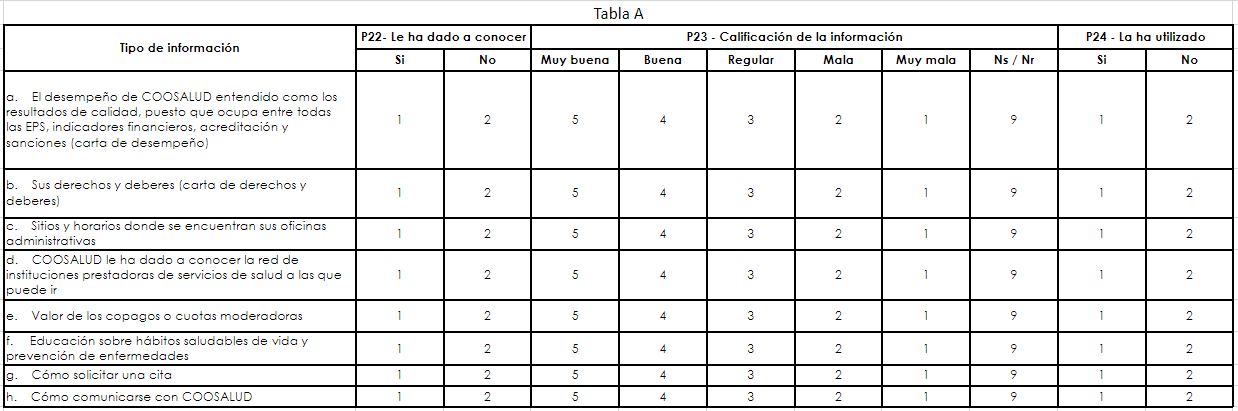 Tabla A
Tipo de información P22- Le ha dado a conocer P23 - Calificación de la información P24 - La ha utilizado
Si No Muy buena Buena Regular Mala Muy mala Ns / Nr Si No
a. El desempeño de COOSALUD entendido como los
resultados de calidad, puesto que ocupa entre todas
las EPS, indicadores financieros, acreditación y
sanciones (carta de desempeño)
1 2 5 4 3 2 1 9 1 2
b. Sus derechos y deberes (carta de derechos y
deberes)
1 2 5 4 3 2 1 9 1 2
c. Sitios y horarios donde se encuentran sus oficinas
administrativas
1 2 5 4 3 2 1 9 1 2
d. COOSALUD le ha dado a conocer la red de
instituciones prestadoras de servicios de salud a las que
puede ir
1 2 5 4 3 2 1 9 1 2
e. Valor de los copagos o cuotas moderadoras 1 2 5 4 3 2 1 9 1 2
f. Educación sobre hábitos saludables de vida y
prevención de enfermedades
1 2 5 4 3 2 1 9 1 2
g. Cómo solicitar una cita 1 2 5 4 3 2 1 9 1 2
h. Cómo comunicarse con COOSALUD 1 2 5 4 3 2 1 9 1 2